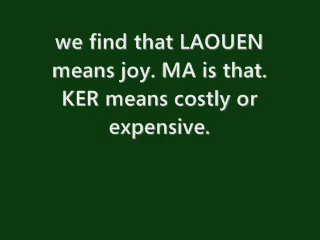 we find that LAOUEN
means joy. MA is that.
KER means costly or
expensive.